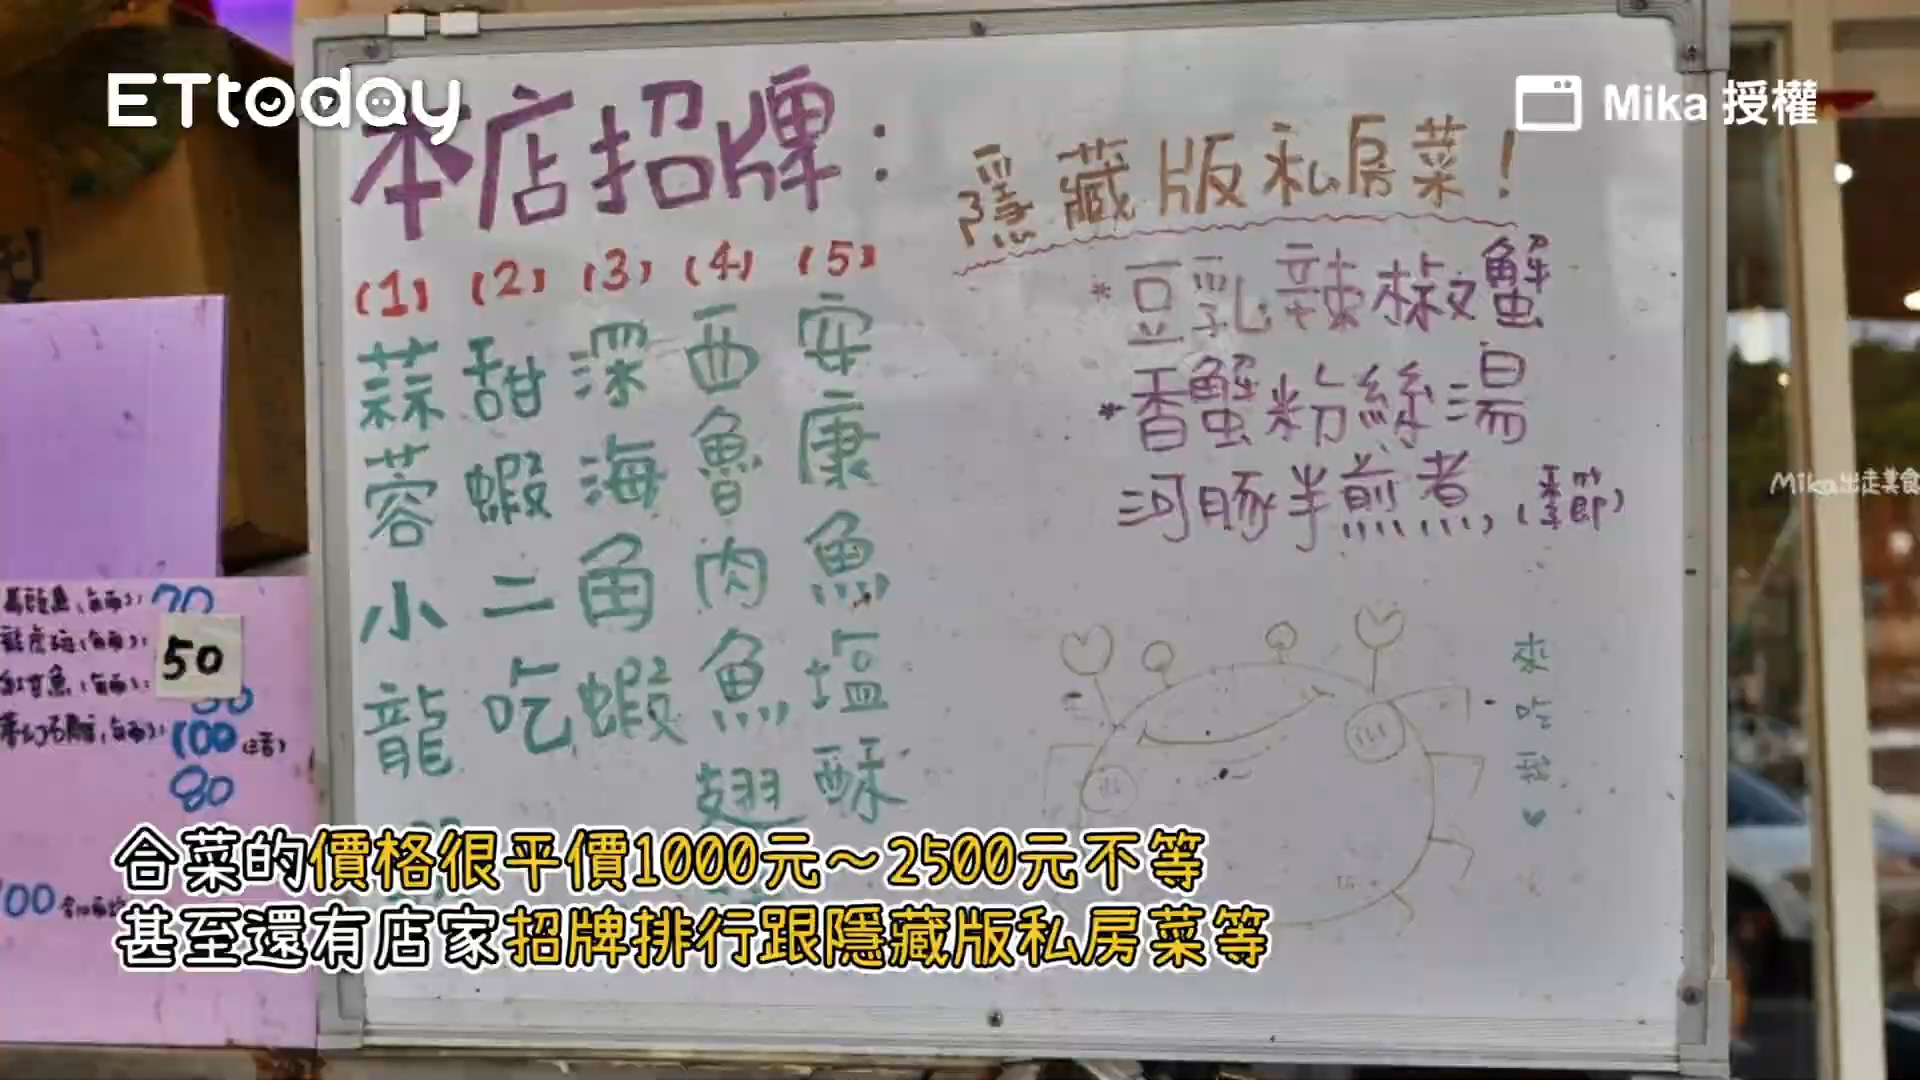 ETtoday
Mika 授權
本店招牌：
(1) (2) (3) (4) (5)
蒜蓉小龍
甜蝦二吃
深海角蝦
西魯肉魚翅
安康魚塩酥
隱藏版私房菜！
*豆乳辣椒蟹
*香蟹粉絲湯
河豚半煎煮,(季節)
來吃我
Mika出走美食
70
50
100(活)
80
00
合菜的價格很平價1000元～2500元不等
甚至還有店家招牌排行跟隱藏版私房菜等